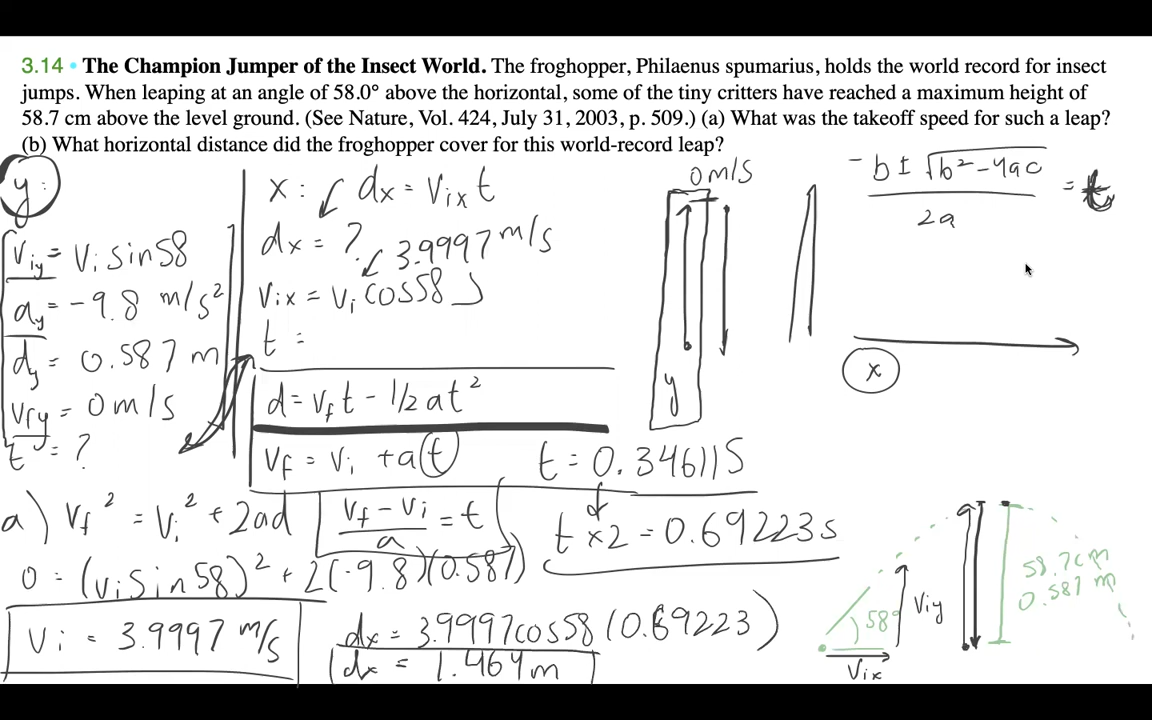 3.14 • The Champion Jumper of the Insect World. The froghopper, Philaenus spumarius, holds the world record for insect
jumps. When leaping at an angle of 58.0° above the horizontal, some of the tiny critters have reached a maximum height of
58.7 cm above the level ground. (See Nature, Vol. 424, July 31, 2003, p. 509.) (a) What was the takeoff speed for such a leap?
(b) What horizontal distance did the froghopper cover for this world-record leap?
y:
Viy = Vi sin58
ay = -9.8 m/s²
dy = 0.587 m
Vfy = 0 m/s
t = ?
x: dx = Vix t
dx = ?
3.9997 m/s
Vix = Vi cos58
t =
d = Vft - 1/2 at²
Vf = Vi + a(t)
(Vf - Vi)/a = t
t = 0.34611 s
t x 2 = 0.69223 s
a) Vf² = Vi² + 2ad
0 = (Vi sin58)² + 2(-9.8)(0.587)
Vi = 3.9997 m/s
dx = 3.9997cos58(0.69223)
dx = 1.464 m
0 m/s
y
(-b ± √b²-4ac)/2a = t
x
58°
Viy
Vix
58.7cm
0.587 m